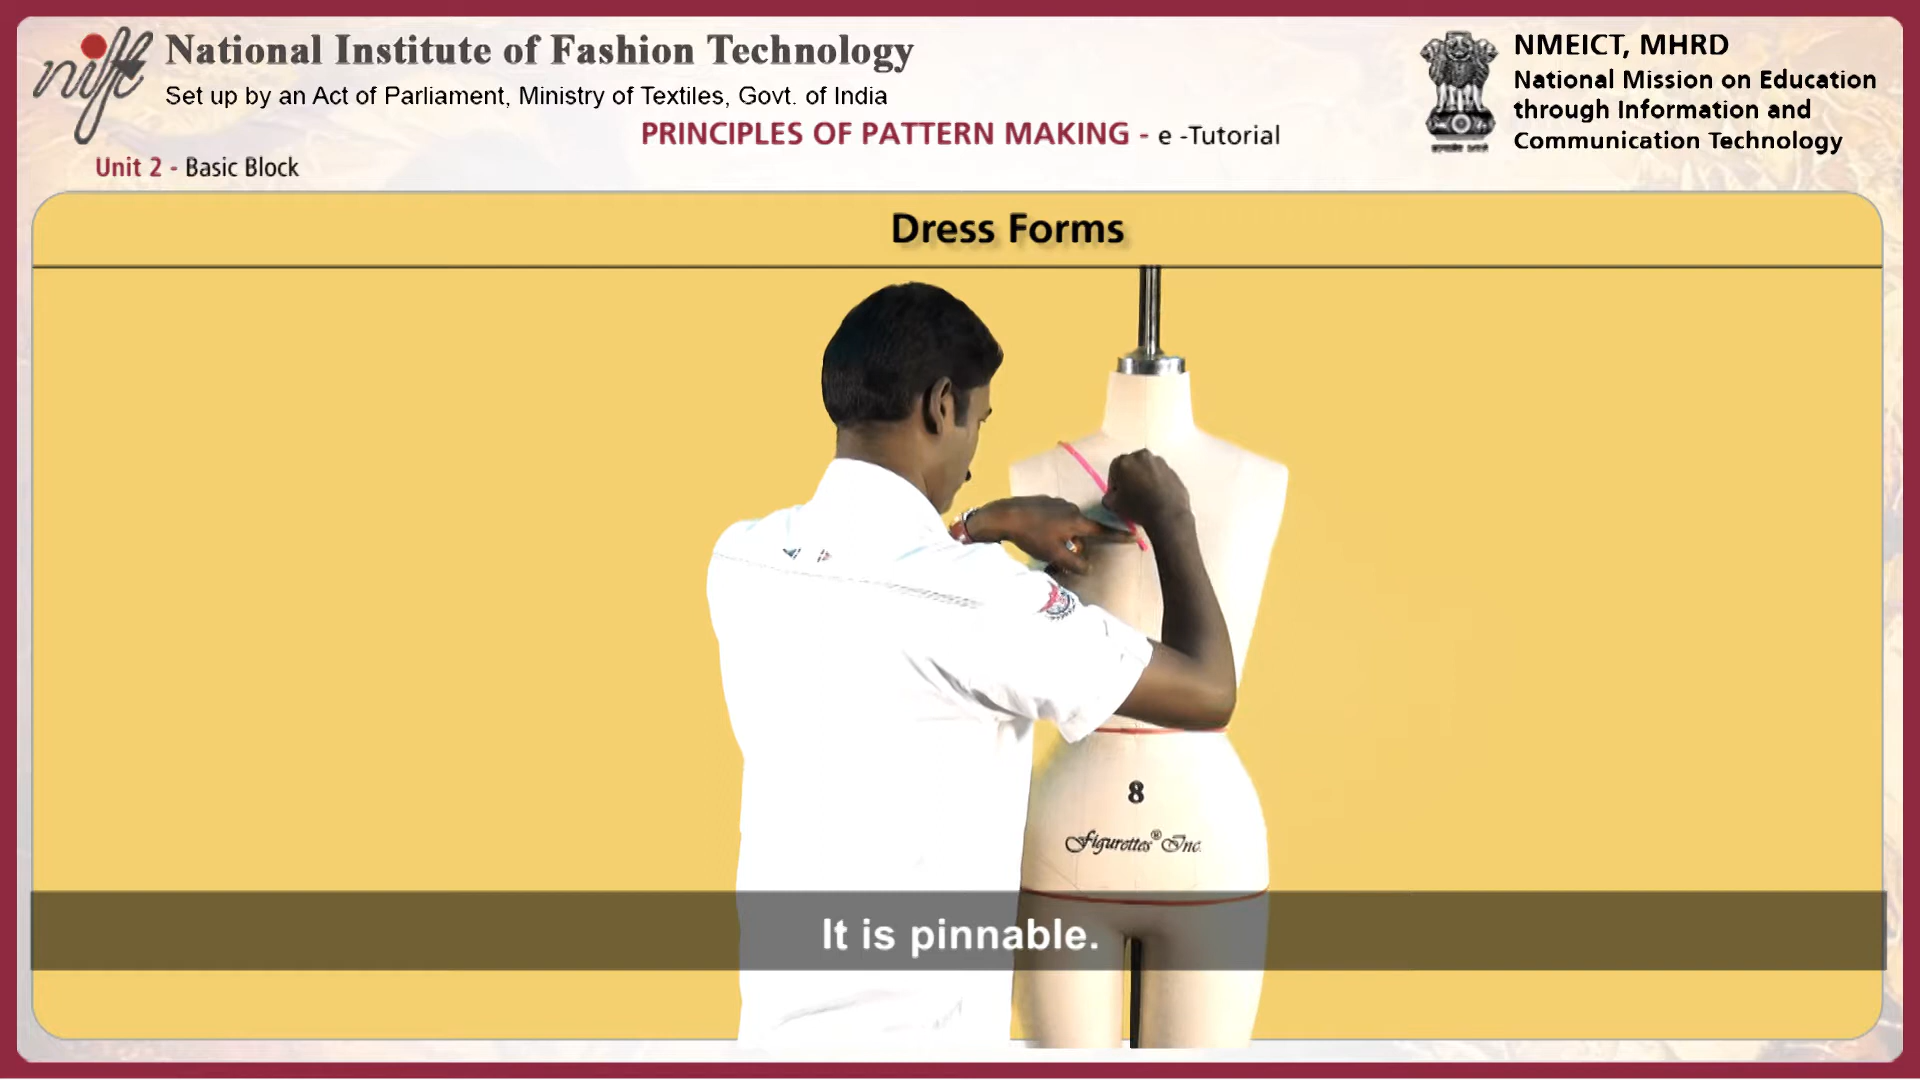 nift
National Institute of Fashion Technology
Set up by an Act of Parliament, Ministry of Textiles, Govt. of India
NMEICT, MHRD
National Mission on Education
through Information and
Communication Technology
PRINCIPLES OF PATTERN MAKING - e -Tutorial
Unit 2 - Basic Block
Dress Forms
8
Figurettes® Inc.
It is pinnable.